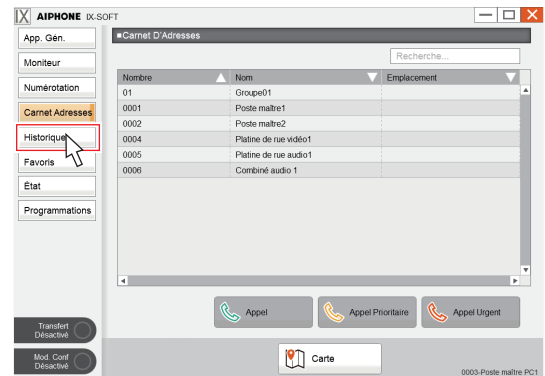 IX AIPHONE IX-SOFT
App. Gén.
Moniteur
Numérotation
Carnet Adresses
Historique
Favoris
État
Programmations
Transfert
Désactivé
Mod. Conf
Désactivé
■Carnet D'Adresses
Recherche...
Nombre Nom Emplacement
01 Groupe01
0001 Poste maître1
0002 Poste maître2
0004 Platine de rue vidéo1
0005 Platine de rue audio1
0006 Combiné audio 1
Appel Appel Prioritaire Appel Urgent
Carte
0003-Poste maître PC1